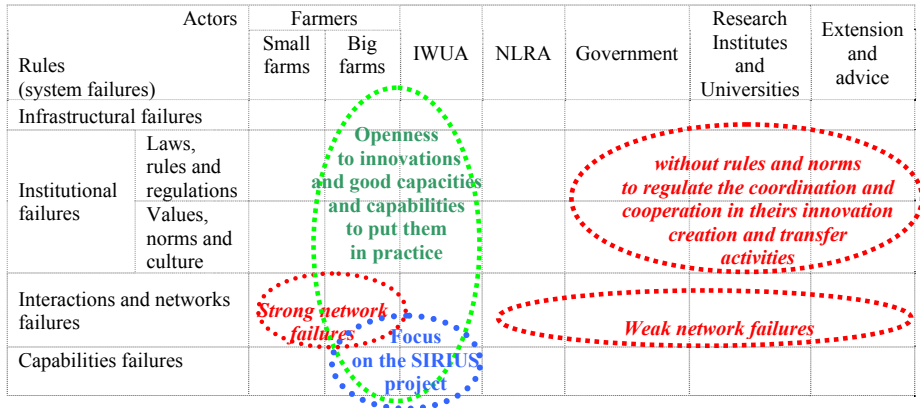 Actors
Farmers
Small
farms
Big
farms
IWUA
NLRA
Government
Research
Institutes
and
Universities
Extension
and
advice
Rules
(system failures)
Infrastructural failures
Institutional
failures
Laws,
rules and
regulations
Values,
norms and
culture
Openness
to innovations
and good capacities
and capabilities
to put them
in practice
without rules and norms
to regulate the coordination and
cooperation in theirs innovation
creation and transfer
activities
Interactions and networks
failures
Strong network
failures
Weak network failures
Capabilities failures
Focus
on the SIRIUS
project